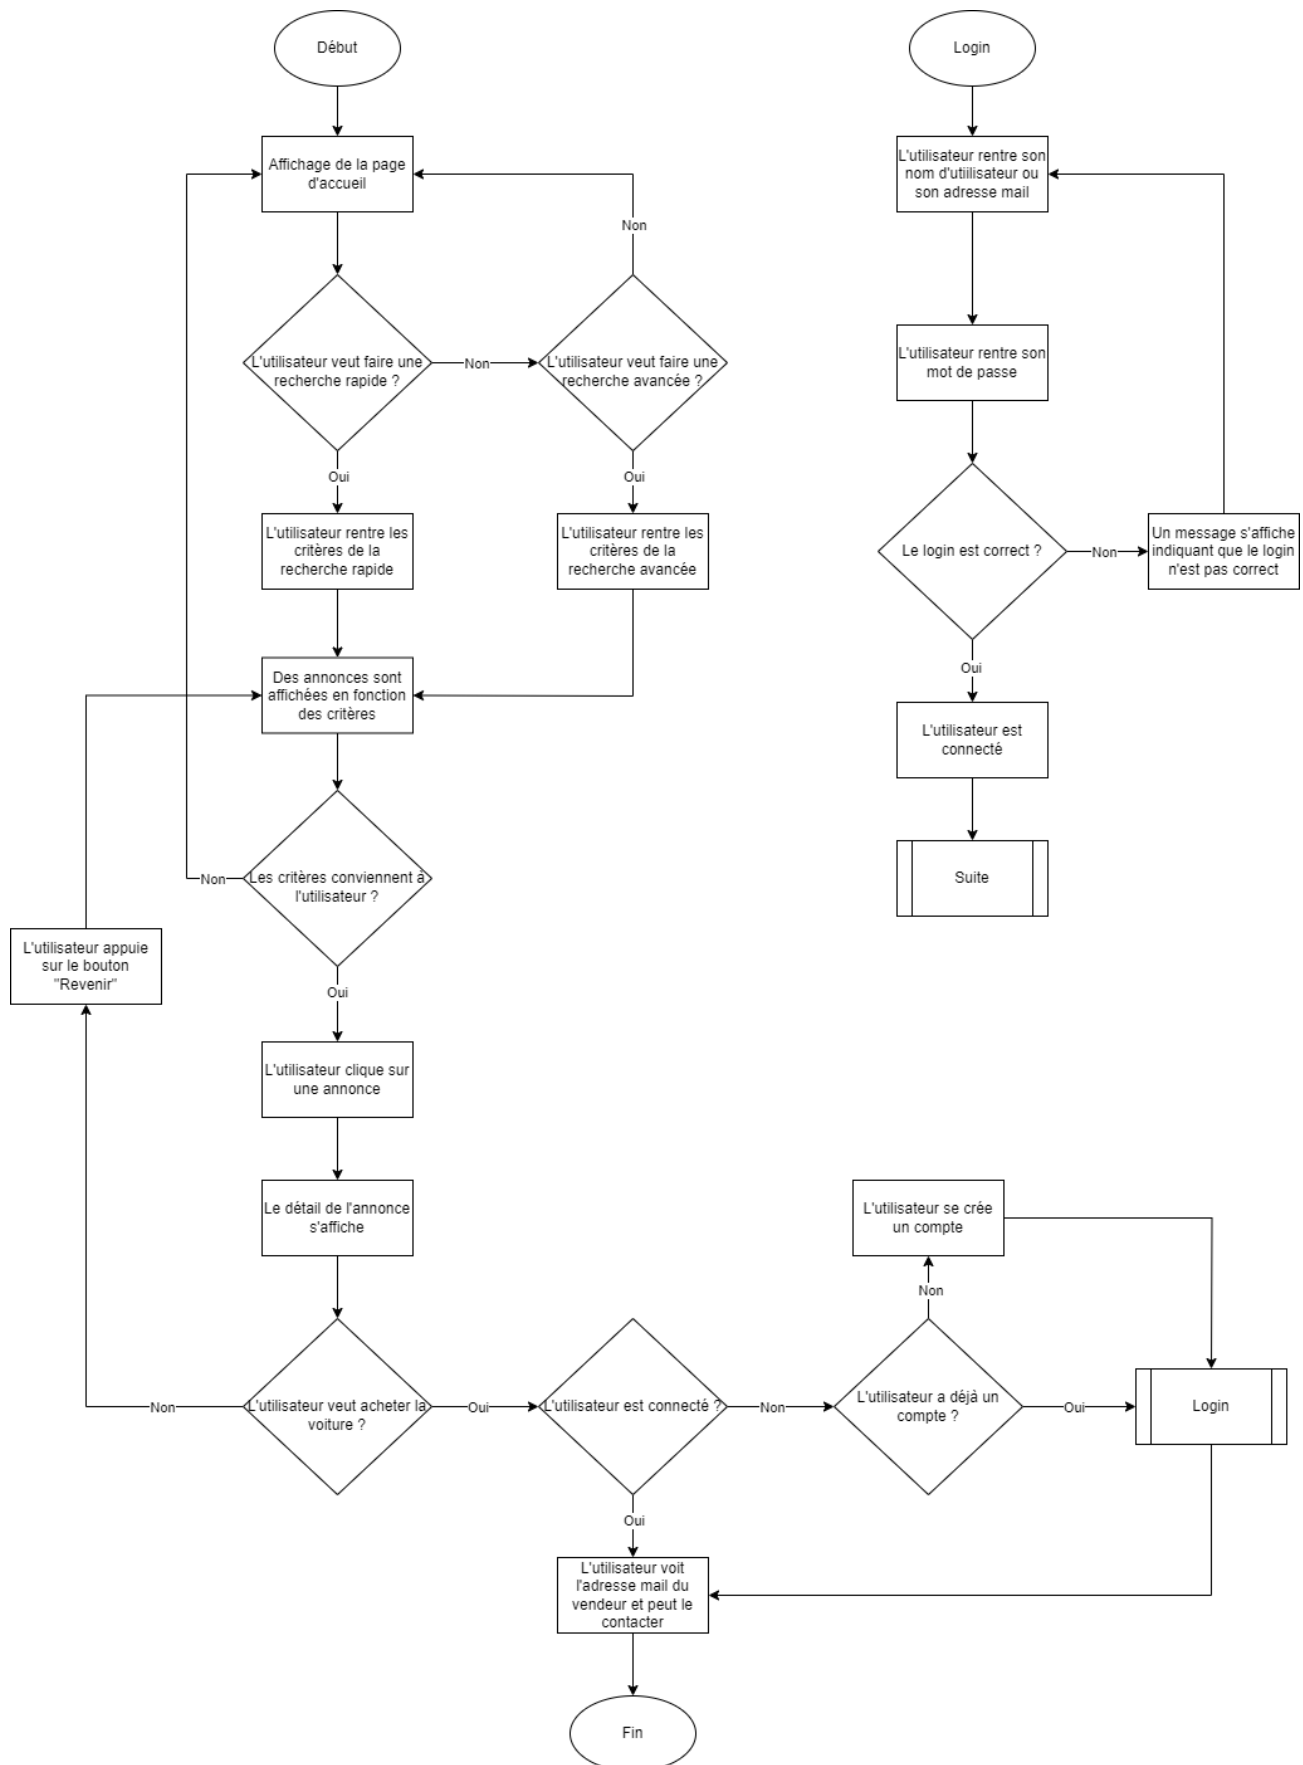 Début
Affichage de la page
d'accueil
Non
L'utilisateur veut faire une
recherche rapide ?
Non
L'utilisateur veut faire une
recherche avancée ?
Oui
Oui
L'utilisateur rentre les
critères de la
recherche rapide
L'utilisateur rentre les
critères de la
recherche avancée
Des annonces sont
affichées en fonction
des critères
Non
Les critères conviennent à
l'utilisateur ?
L'utilisateur appuie
sur le bouton
"Revenir"
Oui
L'utilisateur clique sur
une annonce
Le détail de l'annonce
s'affiche
Non
L'utilisateur veut acheter la
voiture ?
Oui
L'utilisateur est connecté ?
Non
L'utilisateur a déjà un
compte ?
Non
L'utilisateur se crée
un compte
Oui
Login
Oui
L'utilisateur voit
l'adresse mail du
vendeur et peut le
contacter
Fin
Login
L'utilisateur rentre son
nom d'utiilisateur ou
son adresse mail
L'utilisateur rentre son
mot de passe
Le login est correct ?
Non
Un message s'affiche
indiquant que le login
n'est pas correct
Oui
L'utilisateur est
connecté
Suite